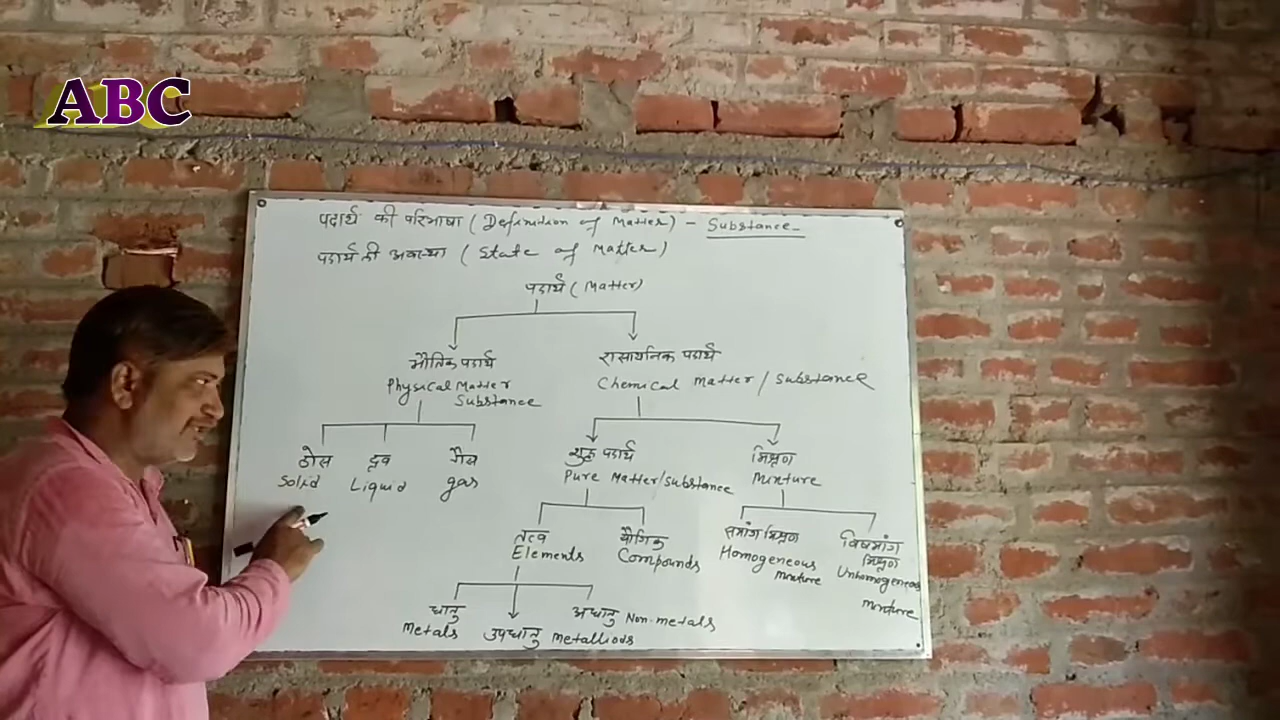 ABC
पदार्थ की परिभाषा (Definition of Matter) - Substance
पदार्थ की अवस्था (State of Matter)
पदार्थ (Matter)
भौतिक पदार्थ
Physical Matter
Substance
रासायनिक पदार्थ
Chemical Matter/Substance
ठोस
Solid
द्रव
Liquid
गैस
gas
शुद्ध पदार्थ
Pure Matter/substance
मिश्रण
Mixture
तत्व
Elements
यौगिक
Compounds
समांग मिश्रण
Homogeneous
mixture
विषमांग
मिश्रण
Unhomogeneous
mixture
धातु
Metals
उपधातु Metalliods
अधातु Non-metals